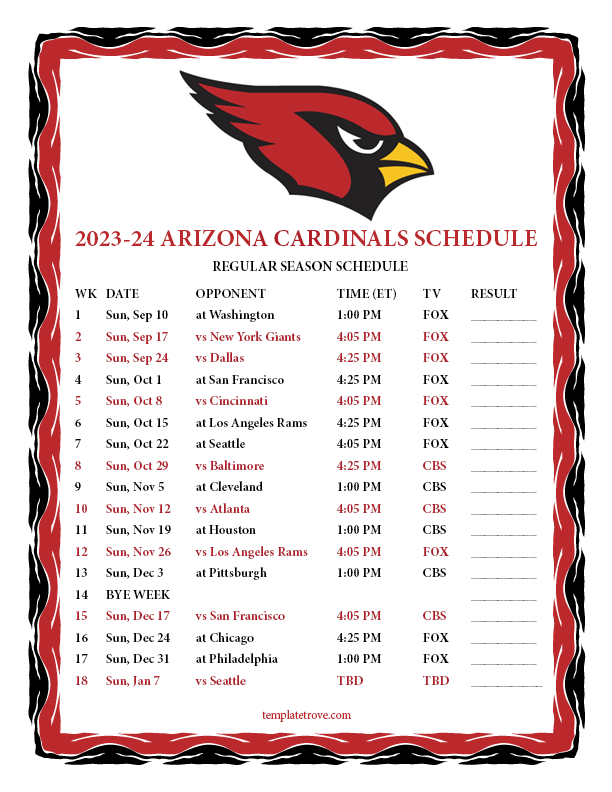 2023-24 ARIZONA CARDINALS SCHEDULE
REGULAR SEASON SCHEDULE
WK DATE OPPONENT TIME (ET) TV RESULT
1 Sun, Sep 10 at Washington 1:00 PM FOX
2 Sun, Sep 17 vs New York Giants 4:05 PM FOX
3 Sun, Sep 24 vs Dallas 4:25 PM FOX
4 Sun, Oct 1 at San Francisco 4:25 PM FOX
5 Sun, Oct 8 vs Cincinnati 4:05 PM FOX
6 Sun, Oct 15 at Los Angeles Rams 4:25 PM FOX
7 Sun, Oct 22 at Seattle 4:05 PM FOX
8 Sun, Oct 29 vs Baltimore 4:25 PM CBS
9 Sun, Nov 5 at Cleveland 1:00 PM CBS
10 Sun, Nov 12 vs Atlanta 4:05 PM CBS
11 Sun, Nov 19 at Houston 1:00 PM CBS
12 Sun, Nov 26 vs Los Angeles Rams 4:05 PM FOX
13 Sun, Dec 3 at Pittsburgh 1:00 PM CBS
14 BYE WEEK
15 Sun, Dec 17 vs San Francisco 4:05 PM CBS
16 Sun, Dec 24 at Chicago 4:25 PM FOX
17 Sun, Dec 31 at Philadelphia 1:00 PM FOX
18 Sun, Jan 7 vs Seattle TBD TBD
templatetrove.com